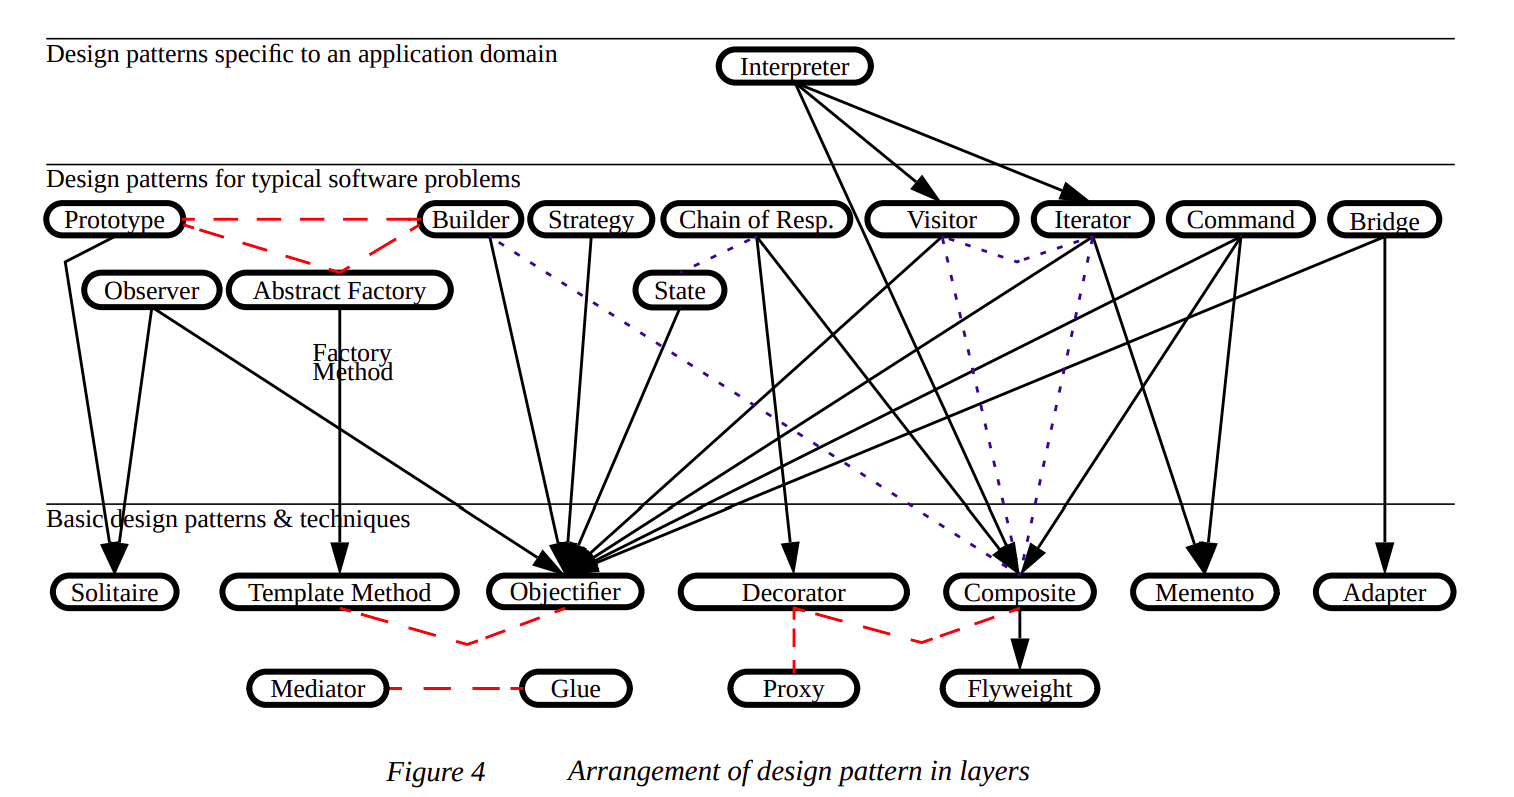 Design patterns specific to an application domain
Interpreter
Design patterns for typical software problems
Prototype
Builder
Strategy
Chain of Resp.
Visitor
Iterator
Command
Bridge
Observer
Abstract Factory
State
Factory
Method
Basic design patterns & techniques
Solitaire
Template Method
Objectifier
Decorator
Composite
Memento
Adapter
Mediator
Glue
Proxy
Flyweight
Figure 4 Arrangement of design pattern in layers